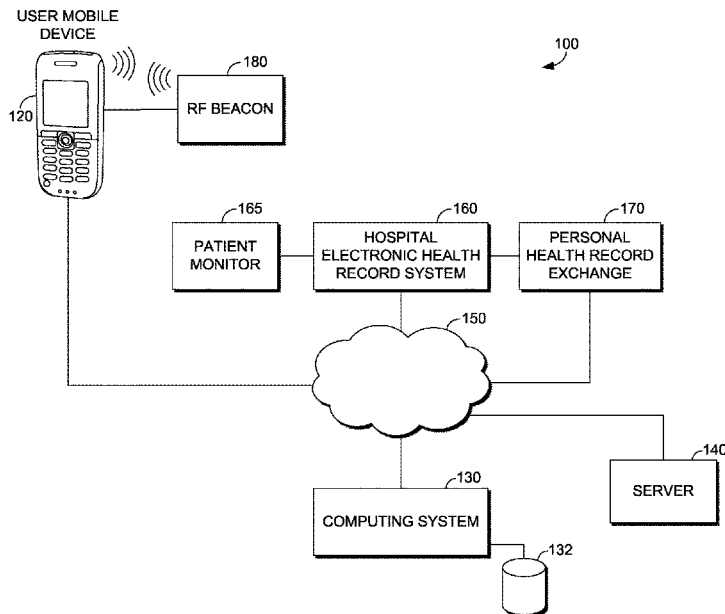 USER MOBILE
DEVICE
120
180
RF BEACON
100
165
PATIENT
MONITOR
160
HOSPITAL
ELECTRONIC HEALTH
RECORD SYSTEM
170
PERSONAL
HEALTH RECORD
EXCHANGE
150
130
COMPUTING SYSTEM
140
SERVER
132